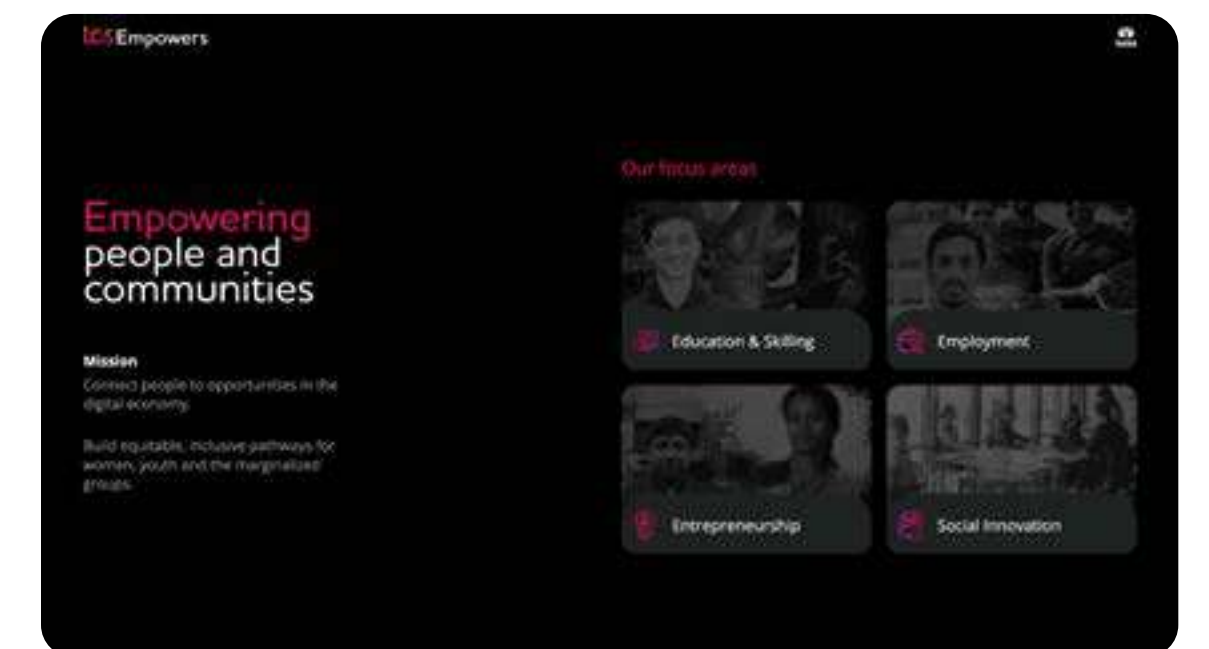 tcs Empowers
Empowering
people and
communities
Mission
Connect people to opportunities in the
digital economy.
Build equitable, inclusive pathways for
women, youth and the marginalized
groups.
Our focus areas
Education & Skilling
Employment
Entrepreneurship
Social Innovation